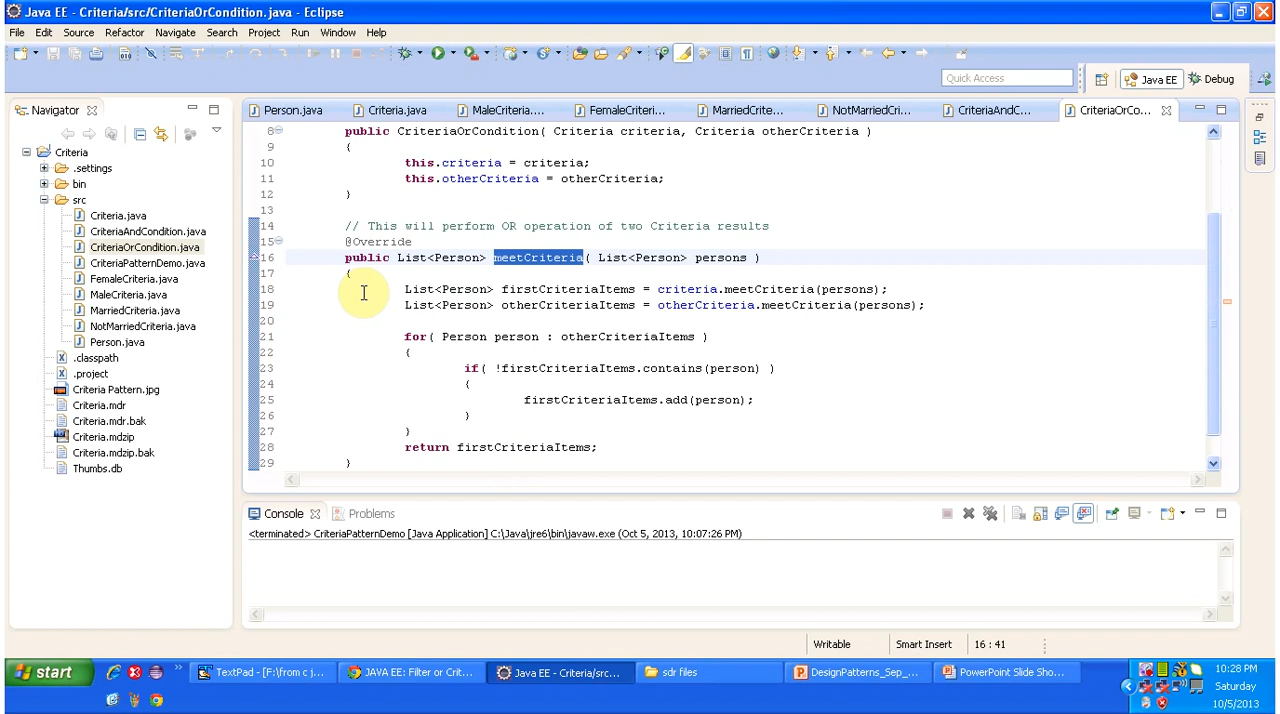 Java EE - Criteria/src/CriteriaOrCondition.java - Eclipse
File Edit Source Refactor Navigate Search Project Run Window Help
Quick Access
Java EE
Debug
Navigator
Person.java
Criteria.java
MaleCriteria....
FemaleCriteri...
MarriedCrite...
NotMarriedCri...
CriteriaAndC...
CriteriaOrCo...
Criteria
.settings
bin
src
Criteria.java
CriteriaAndCondition.java
CriteriaOrCondition.java
CriteriaPatternDemo.java
FemaleCriteria.java
MaleCriteria.java
MarriedCriteria.java
NotMarriedCriteria.java
Person.java
.classpath
.project
Criteria Pattern.jpg
Criteria.mdr
Criteria.mdr.bak
Criteria.mdzip
Criteria.mdzip.bak
Thumbs.db
8 public CriteriaOrCondition( Criteria criteria, Criteria otherCriteria )
9 {
10 this.criteria = criteria;
11 this.otherCriteria = otherCriteria;
12 }
13
14 // This will perform OR operation of two Criteria results
15 @Override
16 public List<Person> meetCriteria( List<Person> persons )
17 {
18 List<Person> firstCriteriaItems = criteria.meetCriteria(persons);
19 List<Person> otherCriteriaItems = otherCriteria.meetCriteria(persons);
20
21 for( Person person : otherCriteriaItems )
22 {
23 if( !firstCriteriaItems.contains(person) )
24 {
25 firstCriteriaItems.add(person);
26 }
27 }
28 return firstCriteriaItems;
29 }
Console
Problems
<terminated> CriteriaPatternDemo [Java Application] C:\Java\jre6\bin\javaw.exe (Oct 5, 2013, 10:07:26 PM)
Writable
Smart Insert
16 : 41
start
TextPad - [F:\from c j...
JAVA EE: Filter or Crit...
Java EE - Criteria/src...
sdr files
DesignPatterns_Sep_...
PowerPoint Slide Sho...
10:28 PM
Saturday
10/5/2013